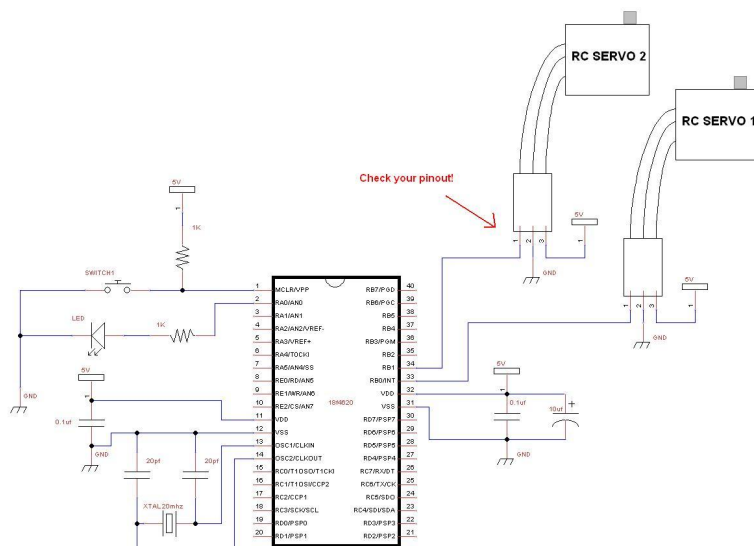 RC SERVO 2
RC SERVO 1
Check your pinout!
5V
1
1K
5V
1 2 3
GND
5V
1 2 3
GND
SWITCH1
LED
1K
GND
5V
1
0.1uf
GND
20pf
20pf
XTAL20mhz
18f4620
1 MCLR/VPP
2 RA0/AN0
3 RA1/AN1
4 RA2/AN2/VREF-
5 RA3/VREF+
6 RA4/TOCKI
7 RA5/AN4/SS
8 RE0/RD/AN5
9 RE1/WR/AN6
10 RE2/CS/AN7
11 VDD
12 VSS
13 OSC1/CLKIN
14 OSC2/CLKOUT
15 RC0/T1OSO/T1CKI
16 RC1/T1OSI/CCP2
17 RC2/CCP1
18 RC3/SCK/SCL
19 RD0/PSP0
20 RD1/PSP1
RB7/PGD 40
RB6/PGC 39
RB5 38
RB4 37
RB3/PGM 36
RB2 35
RB1 34
RB0/INT 33
VDD 32
VSS 31
RD7/PSP7 30
RD6/PSP6 29
RD5/PSP5 28
RD4/PSP4 27
RC7/RX/DT 26
RC6/TX/CK 25
RC5/SDO 24
RC4/SDI/SDA 23
RD3/PSP3 22
RD2/PSP2 21
5V
1
0.1uf
10uf
+
GND